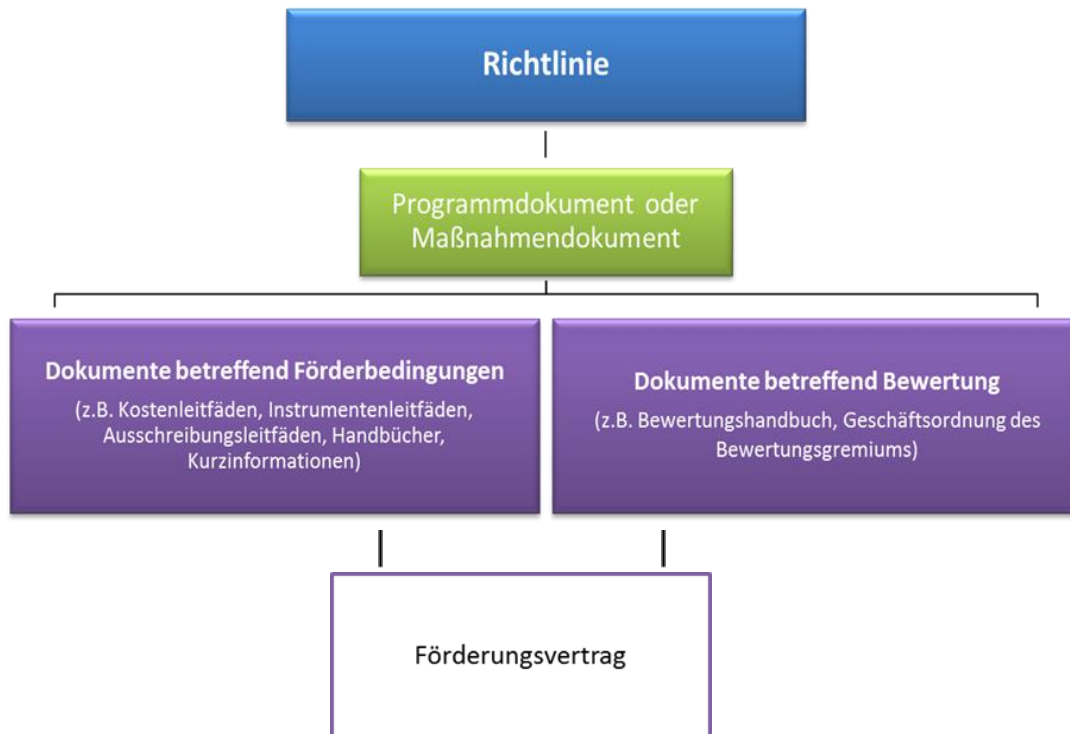 Richtlinie
Programmdokument oder
Maßnahmendokument
Dokumente betreffend Förderbedingungen
(z.B. Kostenleitfäden, Instrumentenleitfäden,
Ausschreibungsleitfäden, Handbücher,
Kurzinformationen)
Dokumente betreffend Bewertung
(z.B. Bewertungshandbuch, Geschäftsordnung des
Bewertungsgremiums)
Förderungsvertrag